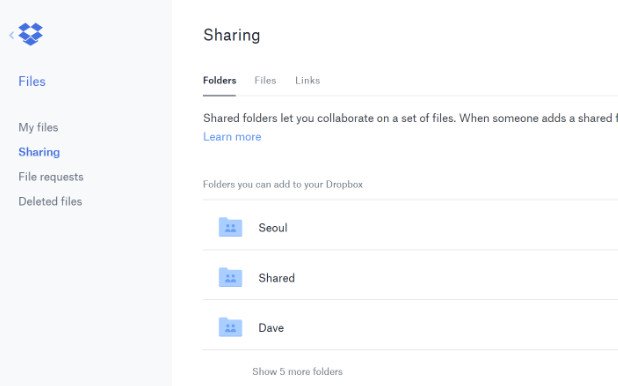 Files
My files
Sharing
File requests
Deleted files
Sharing
Folders Files Links
Shared folders let you collaborate on a set of files. When someone adds a shared
Learn more
Folders you can add to your Dropbox
Seoul
Shared
Dave
Show 5 more folders